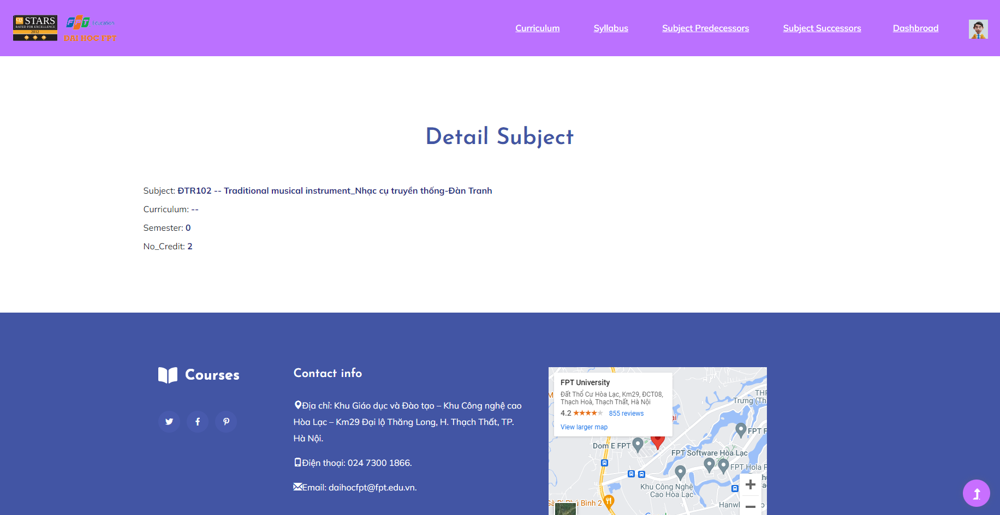 QS STARS
RATED FOR EXCELLENCE
2012
FPT Education
ĐẠI HỌC FPT
Curriculum
Syllabus
Subject Predecessors
Subject Successors
Dashbroad
Detail Subject
Subject: ĐTR102 -- Traditional musical instrument_Nhạc cụ truyền thống-Đàn Tranh
Curriculum: --
Semester: 0
No_Credit: 2
Courses
Contact info
Địa chỉ: Khu Giáo dục và Đào tạo – Khu Công nghệ cao
Hòa Lạc – Km29 Đại lộ Thăng Long, H. Thạch Thất, TP.
Hà Nội.
Điện thoại: 024 7300 1866.
Email: daihocfpt@fpt.edu.vn.
FPT University
Đất Thổ Cư Hòa Lạc, Km29, ĐCT08,
Thạch Hoà, Thạch Thất, Hà Nội
4.2
855 reviews
View larger map
Trưng (Th
FPT F
Dom E FPT
FPT Software Hòa Lạc
FPT Hola F
Khu Công Nghệ
Cao Hòa Lạc
Phú Bình 2